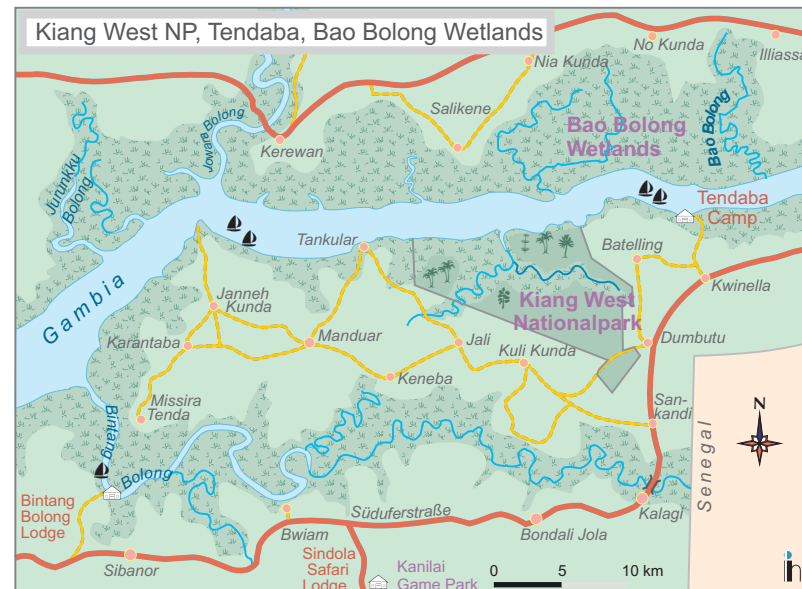 Kiang West NP, Tendaba, Bao Bolong Wetlands
No Kunda
Illiassa
Nia Kunda
Salikene
Jowara Bolong
Kerewan
Bao Bolong
Wetlands
Bao Bolong
Jurunkku
Bolong
Tendaba
Camp
Tankular
Batelling
Kwinella
Gambia
Janneh
Kunda
Kiang West
Nationalpark
Karantaba
Manduar
Jali
Kuli Kunda
Dumbutu
Keneba
Missira
Tenda
San-
kandi
N
Senegal
Bintang
Bolong
Bintang
Bolong
Lodge
Süduferstraße
Kalagi
Bwiam
Bondali Jola
Sibanor
Sindola
Safari
Lodge
Kanilai
Game Park
0 5 10 km